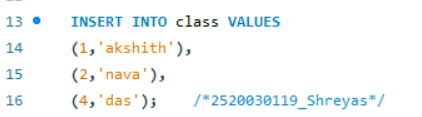 13 INSERT INTO class VALUES
14 (1,'akshith'),
15 (2,'nava'),
16 (4,'das'); /*2520030119_Shreyas*/